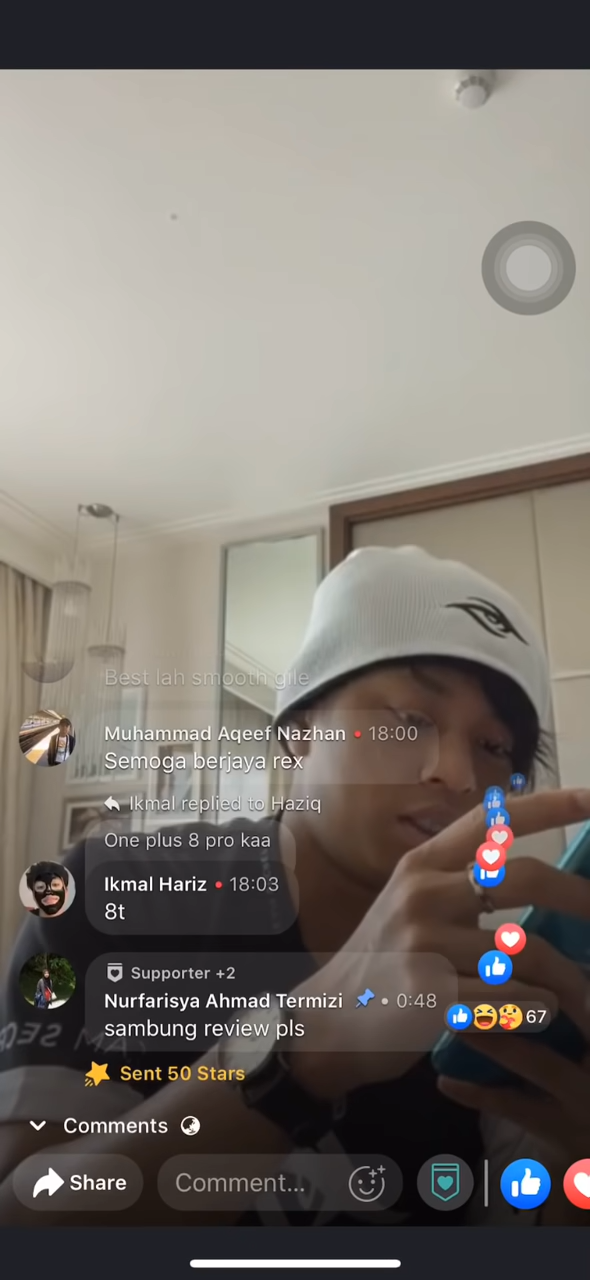 Best lah smooth gile
Muhammad Aqeef Nazhan • 18:00
Semoga berjaya rex
Ikmal replied to Haziq
One plus 8 pro kaa
Ikmal Hariz • 18:03
8t
Supporter +2
Nurfarisya Ahmad Termizi • 0:48
sambung review pls
67
Sent 50 Stars
Comments
Share
Comment...